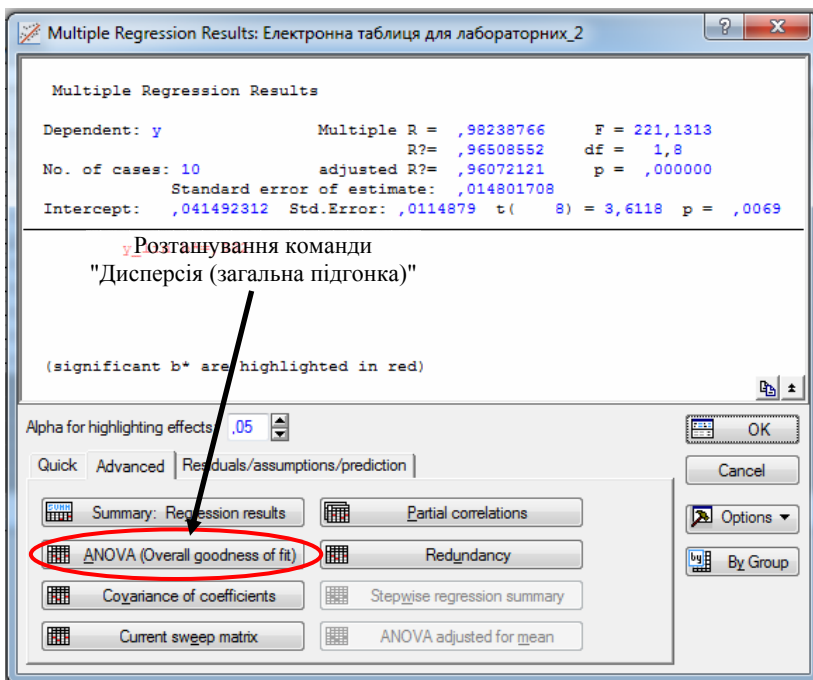 Multiple Regression Results: Електронна таблиця для лабораторних_2
? X
Multiple Regression Results
Dependent: y Multiple R = ,98238766 F = 221,1313
R?= ,96508552 df = 1,8
No. of cases: 10 adjusted R?= ,96072121 p = ,000000
Standard error of estimate: ,014801708
Intercept: ,041492312 Std.Error: ,0114879 t( 8) = 3,6118 p = ,0069
Розташування команди
"Дисперсія (загальна підгонка)"
(significant b* are highlighted in red)
Alpha for highlighting effects: ,05
OK
Quick Advanced Residuals/assumptions/prediction
Cancel
Summary: Regression results Partial correlations
Options
ANOVA (Overall goodness of fit) Redundancy
By Group
Covariance of coefficients Stepwise regression summary
Current sweep matrix ANOVA adjusted for mean